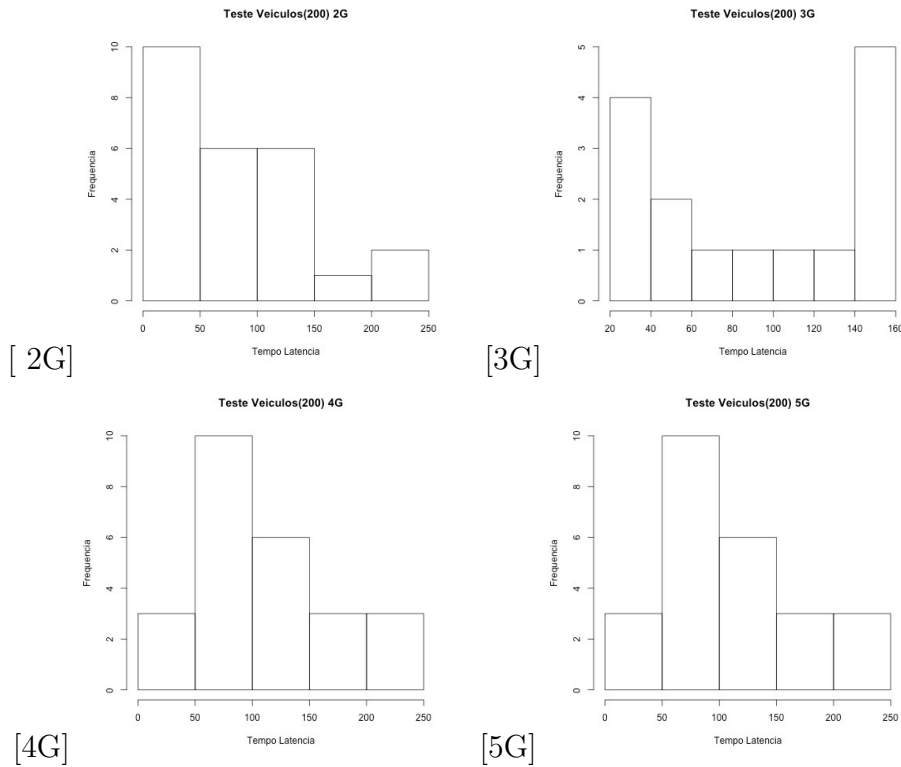 Teste Veiculos(200) 2G
Frequencia
0 2 4 6 8 10
0 50 100 150 200 250
Tempo Latencia
[ 2G]
Teste Veiculos(200) 3G
Frequencia
0 1 2 3 4 5
20 40 60 80 100 120 140 160
Tempo Latencia
[3G]
Teste Veiculos(200) 4G
Frequencia
0 2 4 6 8 10
0 50 100 150 200 250
Tempo Latencia
[4G]
Teste Veiculos(200) 5G
Frequencia
0 2 4 6 8 10
0 50 100 150 200 250
Tempo Latencia
[5G]